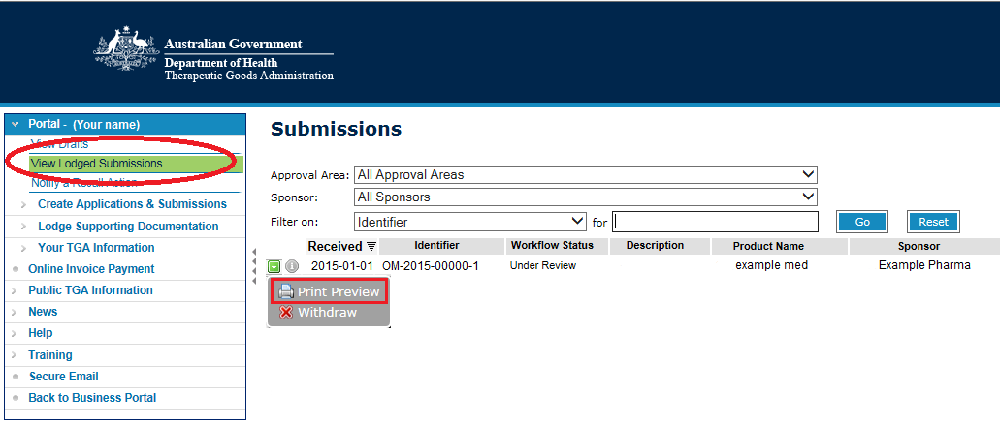 Australian Government
Department of Health
Therapeutic Goods Administration
Portal - (Your name)
View Drafts
View Lodged Submissions
Notify a Recall Action
Create Applications & Submissions
Lodge Supporting Documentation
Your TGA Information
Online Invoice Payment
Public TGA Information
News
Help
Training
Secure Email
Back to Business Portal
Submissions
Approval Area: All Approval Areas
Sponsor: All Sponsors
Filter on: Identifier for Go Reset
Received Identifier Workflow Status Description Product Name Sponsor
2015-01-01 OM-2015-00000-1 Under Review example med Example Pharma
Print Preview
Withdraw